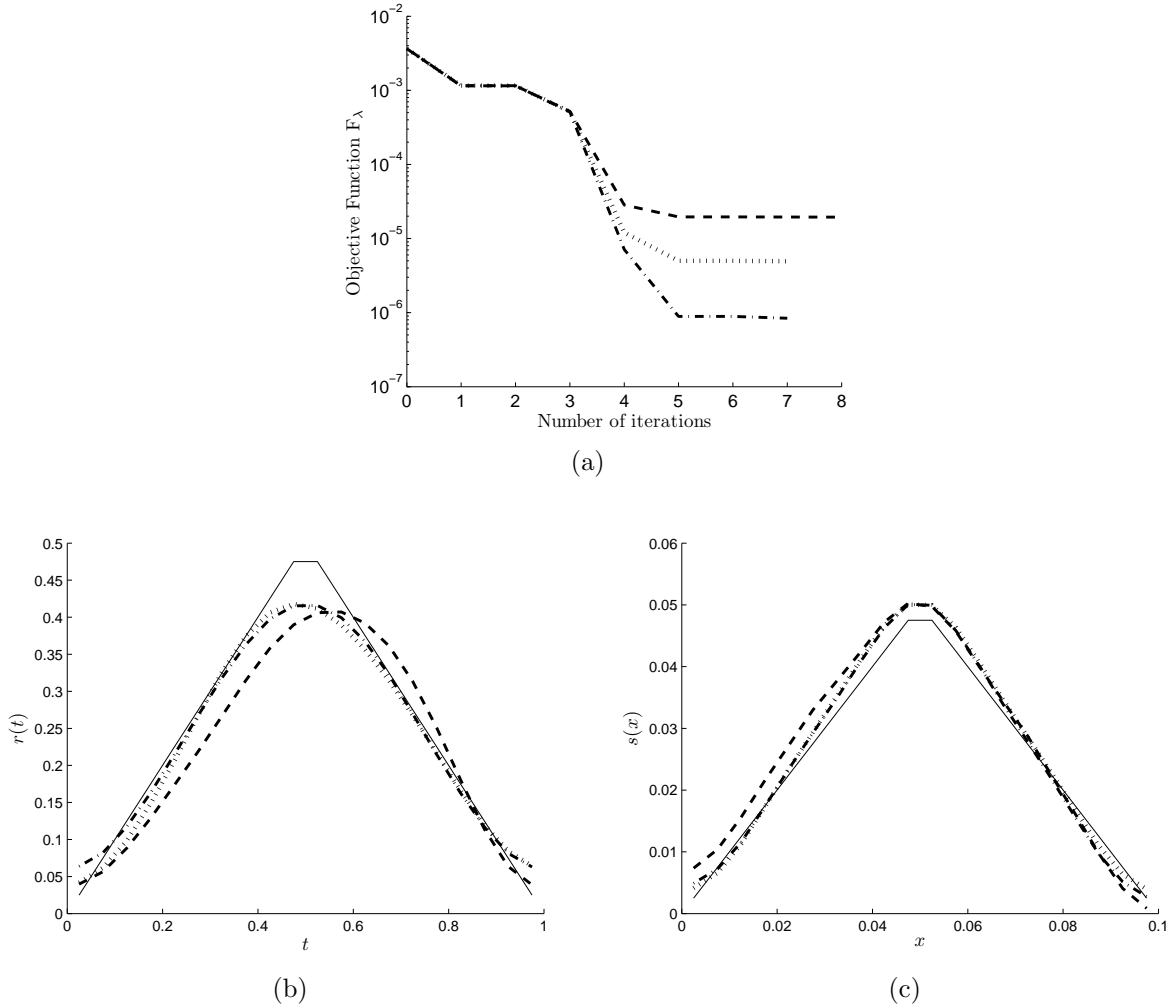 10⁻²
10⁻³
10⁻⁴
10⁻⁵
10⁻⁶
10⁻⁷
Objective Function F_λ
0 1 2 3 4 5 6 7 8
Number of iterations
(a)
0.5
0.45
0.4
0.35
0.3
0.25
0.2
0.15
0.1
0.05
0
r(t)
0 0.2 0.4 0.6 0.8 1
t
(b)
0.06
0.05
0.04
0.03
0.02
0.01
0
s(x)
0 0.02 0.04 0.06 0.08 0.1
x
(c)